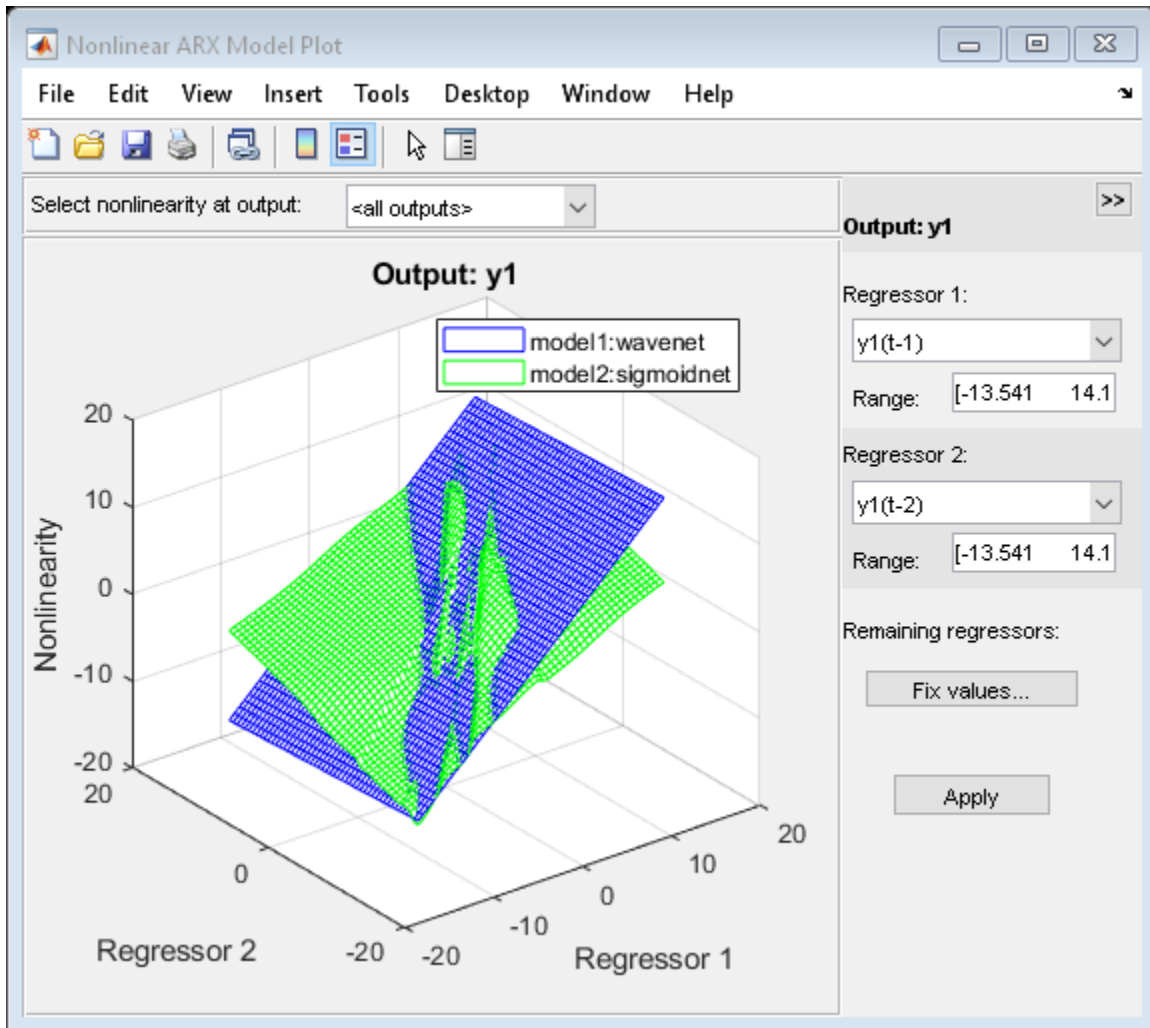 Nonlinear ARX Model Plot
File Edit View Insert Tools Desktop Window Help
Select nonlinearity at output: <all outputs>
>>
Output: y1
Output: y1
model1:wavenet
model2:sigmoidnet
20
10
0
-10
-20
Nonlinearity
20
0
-20
Regressor 2
-20
-10
0
10
20
Regressor 1
Regressor 1:
y1(t-1)
Range: [-13.541 14.1
Regressor 2:
y1(t-2)
Range: [-13.541 14.1
Remaining regressors:
Fix values...
Apply